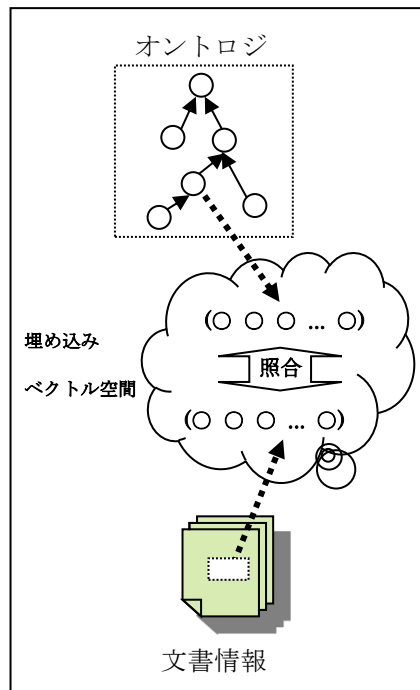 オントロジ
(○ ○ ○ ... ○)
埋め込み
照合
ベクトル空間
(○ ○ ○ ... ○)
文書情報